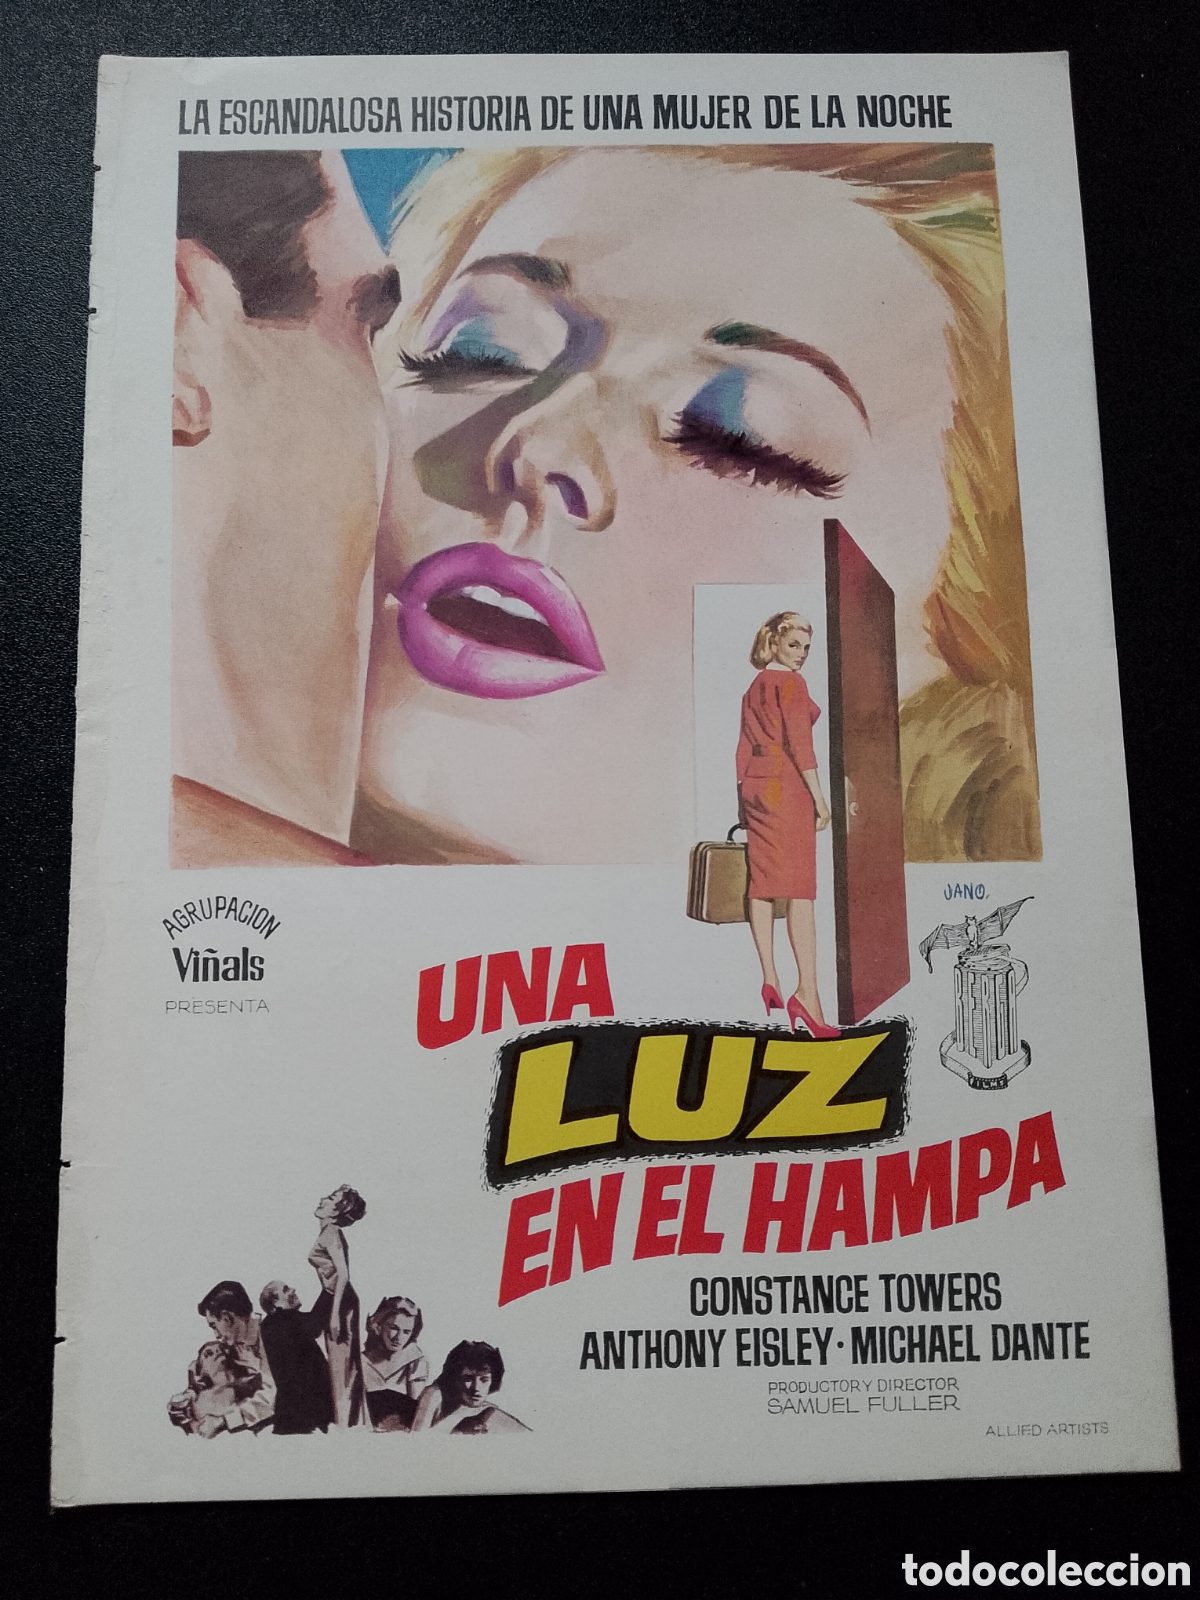 LA ESCANDALOSA HISTORIA DE UNA MUJER DE LA NOCHE
JANO.
AGRUPACION
Viñals
PRESENTA
UNA
LUZ
EN EL HAMPA
CONSTANCE TOWERS
ANTHONY EISLEY · MICHAEL DANTE
PRODUCTOR Y DIRECTOR
SAMUEL FULLER
ALLIED ARTISTS
todocoleccion